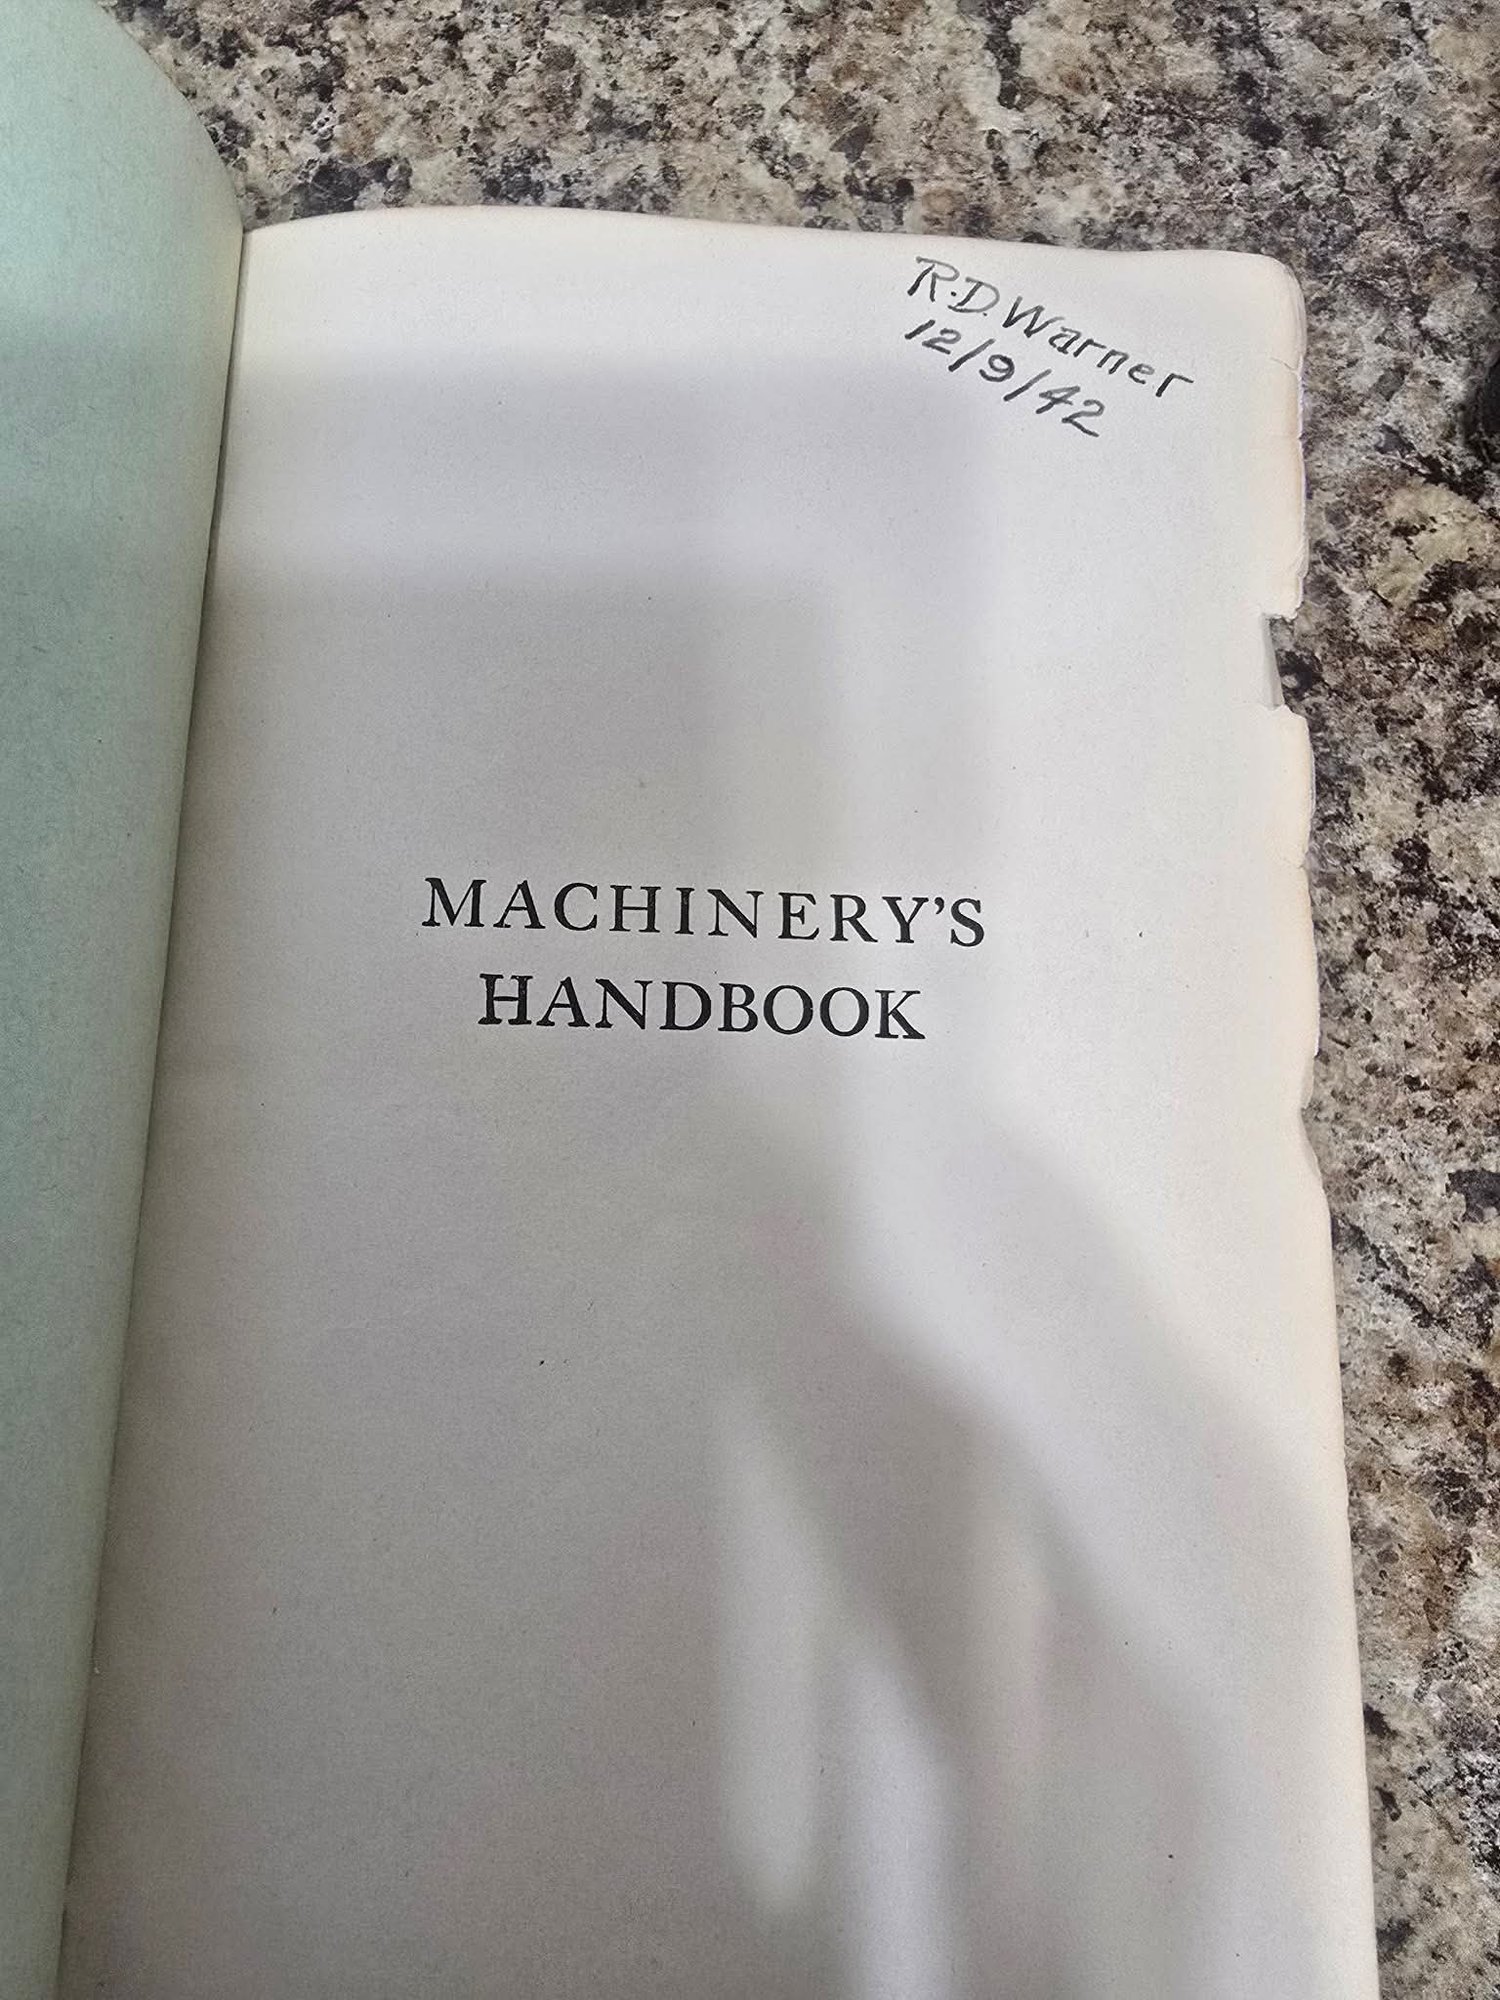 R.D. Warner
12/9/42
MACHINERY'S
HANDBOOK